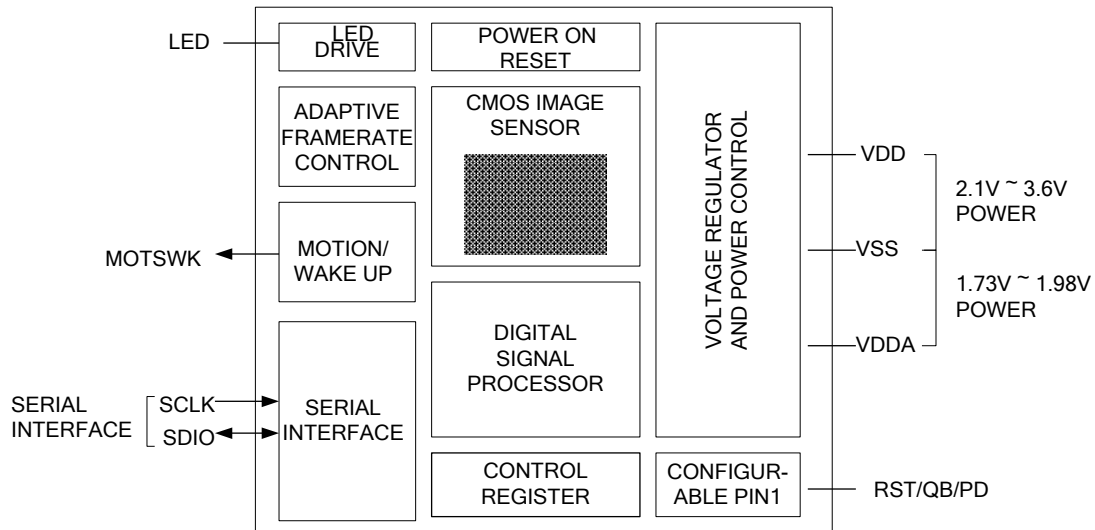 LED
LED
DRIVE
POWER ON
RESET
ADAPTIVE
FRAMERATE
CONTROL
CMOS IMAGE
SENSOR
VOLTAGE REGULATOR
AND POWER CONTROL
VDD
2.1V ~ 3.6V
POWER
MOTSWK
MOTION/
WAKE UP
VSS
1.73V ~ 1.98V
POWER
DIGITAL
SIGNAL
PROCESSOR
VDDA
SERIAL
INTERFACE
SCLK
SDIO
SERIAL
INTERFACE
CONTROL
REGISTER
CONFIGUR-
ABLE PIN1
RST/QB/PD